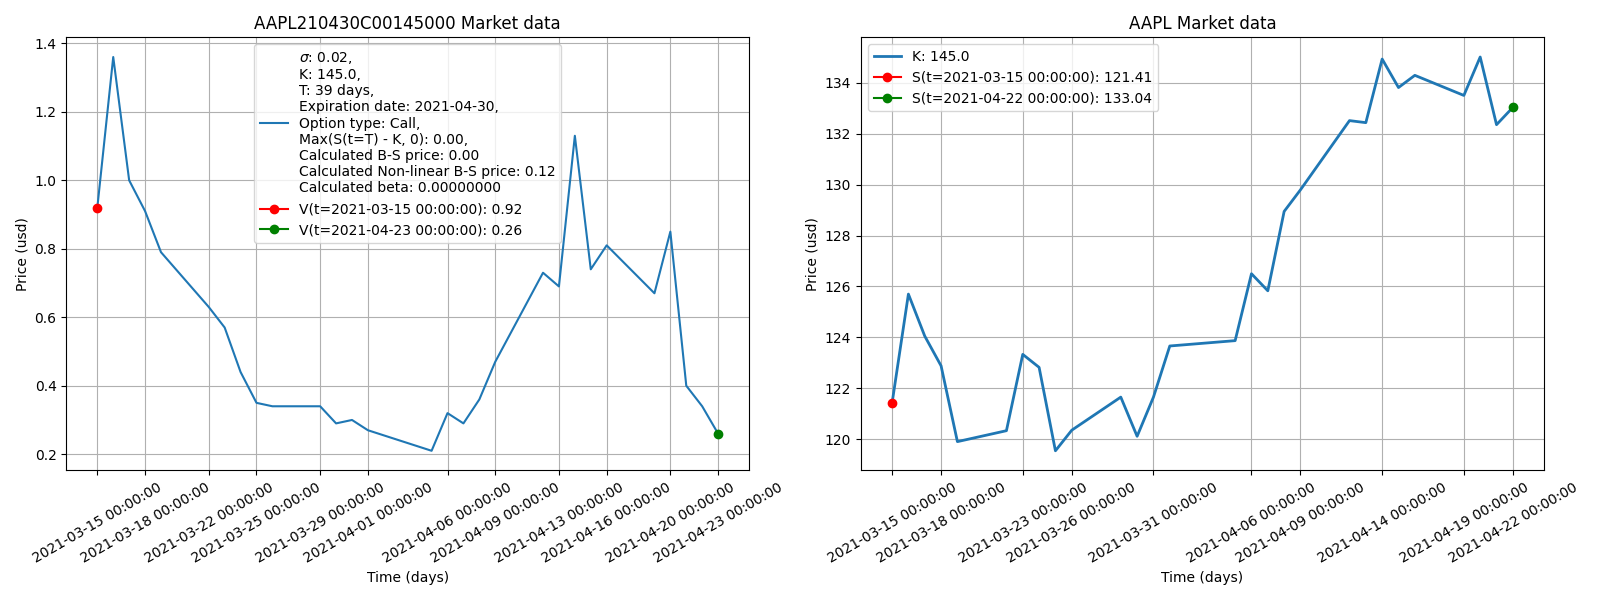 AAPL210430C00145000 Market data
1.4
1.2
1.0
0.8
0.6
0.4
0.2
Price (usd)
σ: 0.02,
K: 145.0,
T: 39 days,
Expiration date: 2021-04-30,
Option type: Call,
Max(S(t=T) - K, 0): 0.00,
Calculated B-S price: 0.00
Calculated Non-linear B-S price: 0.12
Calculated beta: 0.00000000
V(t=2021-03-15 00:00:00): 0.92
V(t=2021-04-23 00:00:00): 0.26
2021-03-15 00:00:00
2021-03-18 00:00:00
2021-03-22 00:00:00
2021-03-25 00:00:00
2021-03-29 00:00:00
2021-04-01 00:00:00
2021-04-06 00:00:00
2021-04-09 00:00:00
2021-04-13 00:00:00
2021-04-16 00:00:00
2021-04-20 00:00:00
2021-04-23 00:00:00
Time (days)
AAPL Market data
134
132
130
128
126
124
122
120
Price (usd)
K: 145.0
S(t=2021-03-15 00:00:00): 121.41
S(t=2021-04-22 00:00:00): 133.04
2021-03-15 00:00:00
2021-03-18 00:00:00
2021-03-23 00:00:00
2021-03-26 00:00:00
2021-03-31 00:00:00
2021-04-06 00:00:00
2021-04-09 00:00:00
2021-04-14 00:00:00
2021-04-19 00:00:00
2021-04-22 00:00:00
Time (days)